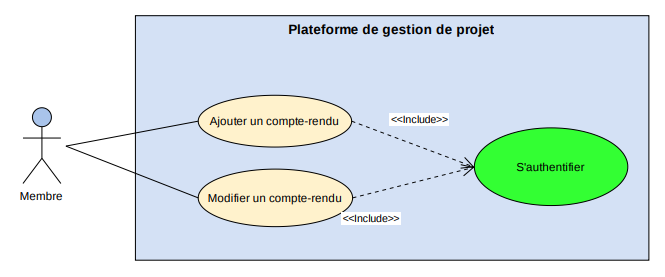 Plateforme de gestion de projet
Ajouter un compte-rendu
<<Include>>
S'authentifier
Membre
Modifier un compte-rendu
<<Include>>